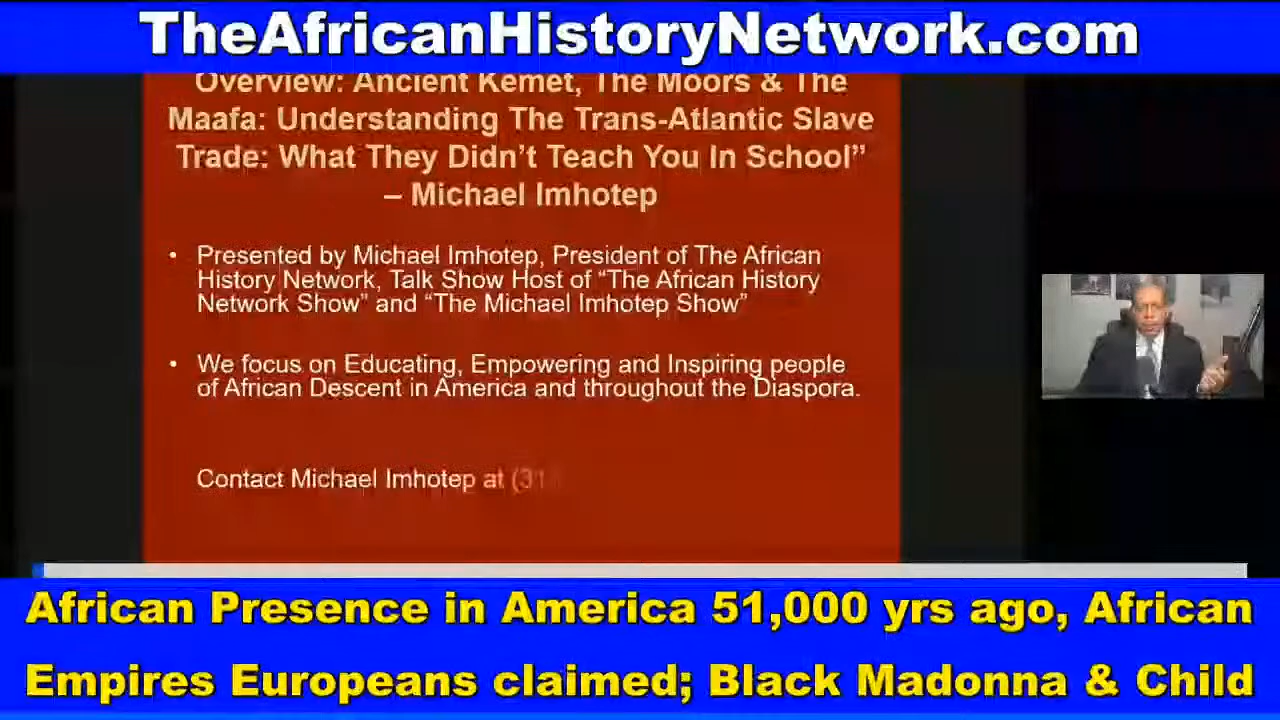 TheAfricanHistoryNetwork.com
Overview: Ancient Kemet, The Moors & The
Maafa: Understanding The Trans-Atlantic Slave
Trade: What They Didn’t Teach You In School”
– Michael Imhotep
• Presented by Michael Imhotep, President of The African
History Network, Talk Show Host of “The African History
Network Show” and “The Michael Imhotep Show”
• We focus on Educating, Empowering and Inspiring people
of African Descent in America and throughout the Diaspora.
Contact Michael Imhotep at (31
African Presence in America 51,000 yrs ago, African
Empires Europeans claimed; Black Madonna & Child